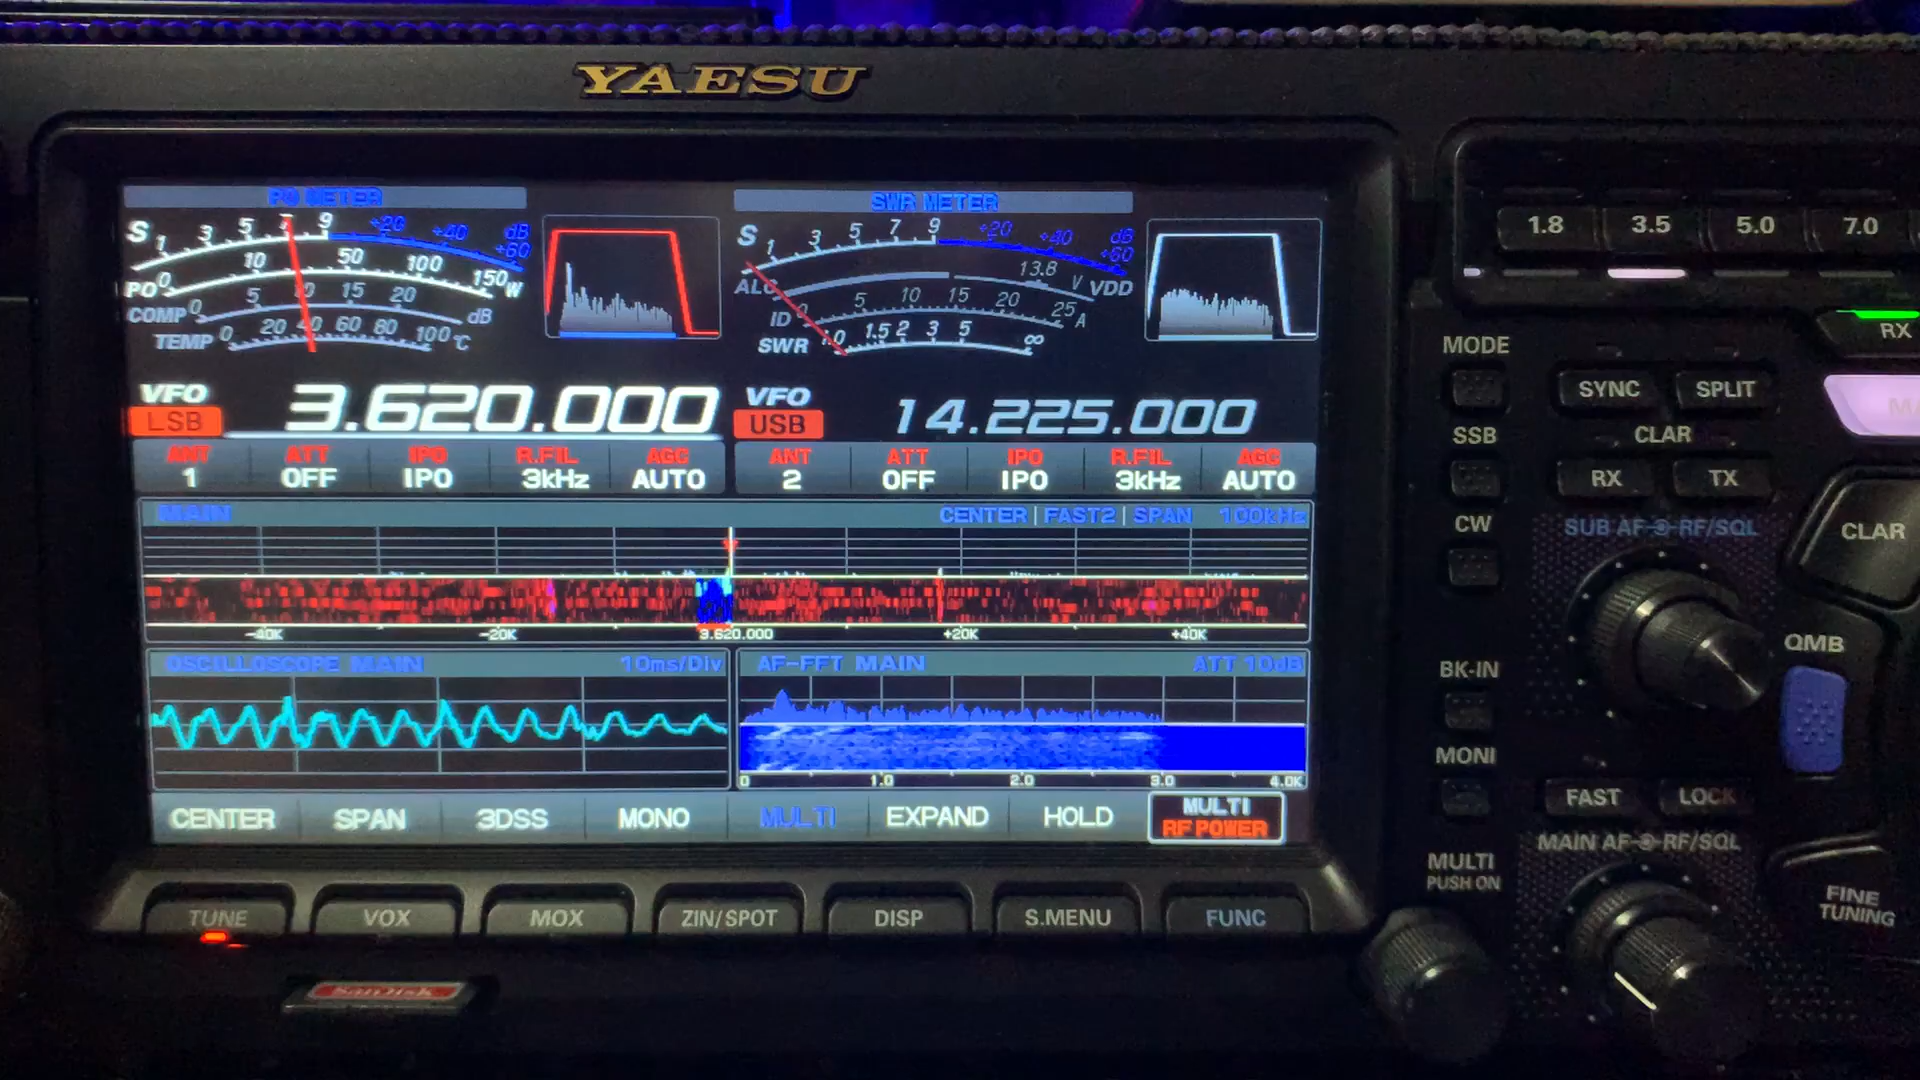 YAESU
PO METER
S 1 3 5 7 9 +20 +40 +60 dB
PO 0 10 50 100 150 W
COMP 0 5 10 15 20 dB
TEMP 0 20 40 60 80 100 °C
SWR METER
S 1 3 5 7 9 +20 +40 +60 dB
ALC 13.8 V VDD
ID 0 5 10 15 20 25 A
SWR 1.0 1.5 2 3 5 ∞
VFO
LSB 3.620.000
VFO
USB 14.225.000
ANT ATT IPO R.FIL AGC
1 OFF IPO 3kHz AUTO
ANT ATT IPO R.FIL AGC
2 OFF IPO 3kHz AUTO
MAIN CENTER | FAST2 | SPAN 100kHz
-40K -20K 3.620.000 +20K +40K
OSCILLOSCOPE MAIN 10ms/Div
AF-FFT MAIN ATT 10dB
0 1.0 2.0 3.0 4.0K
CENTER SPAN 3DSS MONO MULTI EXPAND HOLD
MULTI
RF POWER
TUNE VOX MOX ZIN/SPOT DISP S.MENU FUNC
SanDisk
1.8 3.5 5.0 7.0
RX
MODE
SYNC SPLIT
SSB
CLAR
RX TX
CW
SUB AF RF/SQL
CLAR
QMB
BK-IN
MONI
FAST LOCK
MAIN AF RF/SQL
MULTI
PUSH ON
FINE
TUNING